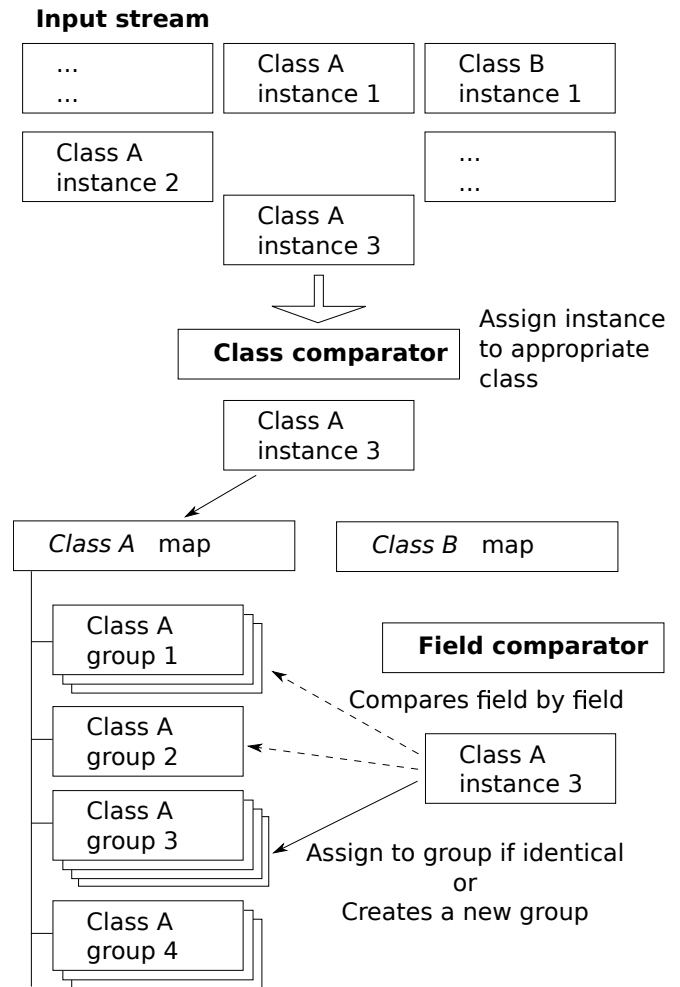 Input stream
...
...
Class A
instance 1
Class B
instance 1
Class A
instance 2
...
...
Class A
instance 3
Class comparator
Assign instance
to appropriate
class
Class A
instance 3
Class A map
Class B map
Class A
group 1
Field comparator
Compares field by field
Class A
group 2
Class A
instance 3
Class A
group 3
Assign to group if identical
or
Creates a new group
Class A
group 4